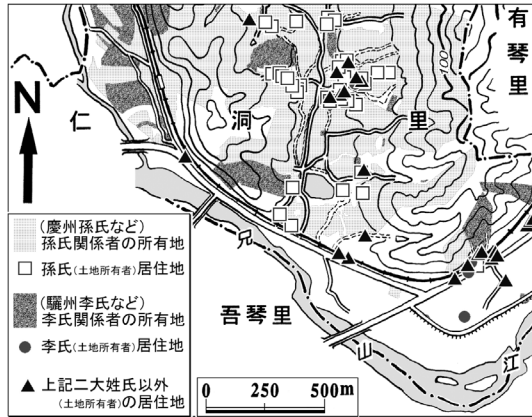 有琴里
N
仁洞里
(慶州孫氏など)
孫氏関係者の所有地
孫氏(土地所有者)居住地
(驪州李氏など)
李氏関係者の所有地
李氏(土地所有者)居住地
上記二大姓氏以外
(土地所有者)の居住地
吾琴里
兄山江
0 250 500m